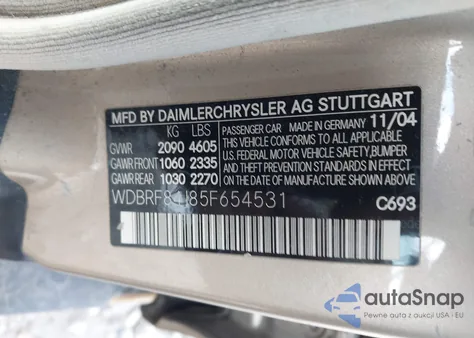 MFD BY DAIMLERCHRYSLER AG STUTTGART
KG LBS
GVWR 2090 4605
GAWR FRONT 1060 2335
GAWR REAR 1030 2270
PASSENGER CAR MADE IN GERMANY 11/04
THIS VEHICLE CONFORMS TO ALL
APPLICABLE U.S. FEDERAL MOTOR
VEHICLE SAFETY, BUMPER
AND THEFT PREVENTION
STANDARDS IN EFFECT ON THE DATE
OF MANUFACTURE SHOWN ABOVE.
WDBRF84J85F654531
C693
autoSnap
Pewne auta z aukcji USA - EU